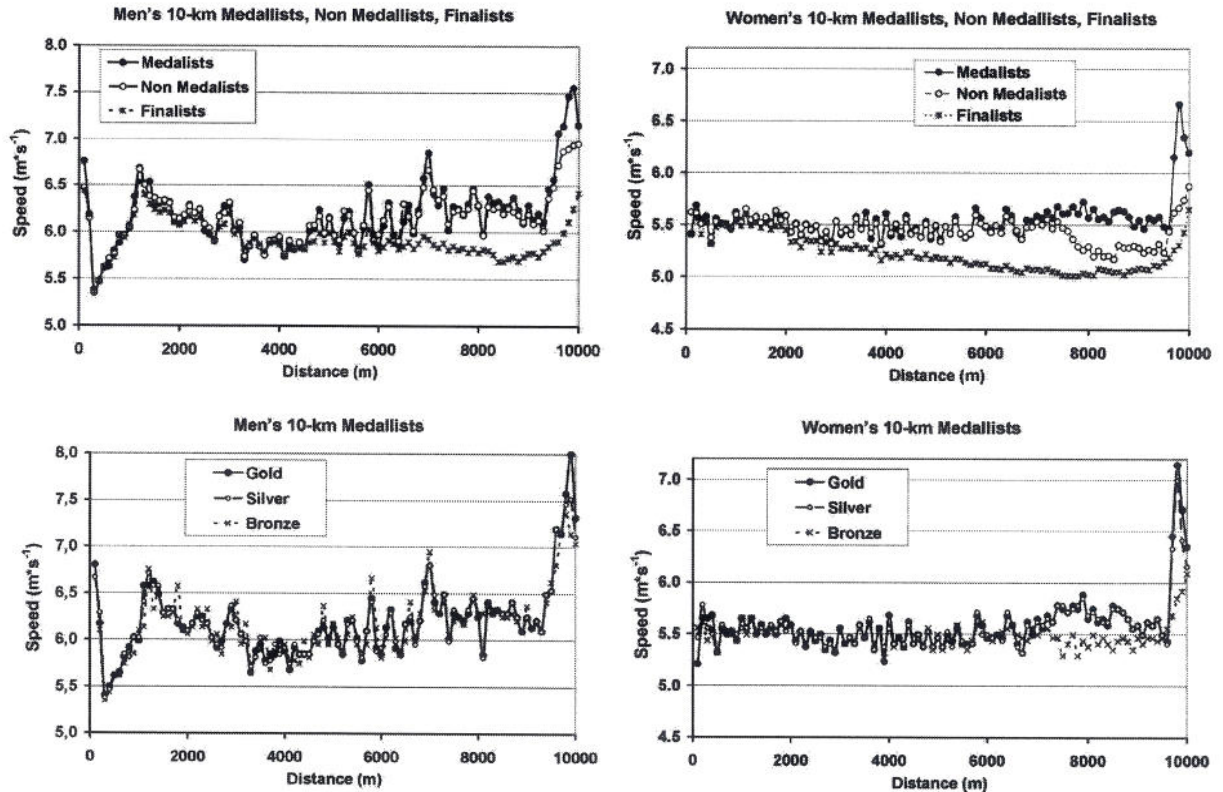 Men's 10-km Medallists, Non Medallists, Finalists
8.0
7.5
7.0
6.5
6.0
5.5
5.0
Speed (m*s⁻¹)
Medalists
Non Medalists
Finalists
0 2000 4000 6000 8000 10000
Distance (m)
Women's 10-km Medallists, Non Medallists, Finalists
7.0
6.5
6.0
5.5
5.0
4.5
Speed (m*s⁻¹)
Medalists
Non Medalists
Finalists
0 2000 4000 6000 8000 10000
Distance (m)
Men's 10-km Medallists
8,0
7,5
7,0
6,5
6,0
5,5
5,0
Speed (m*s⁻¹)
Gold
Silver
Bronze
0 2000 4000 6000 8000 10000
Distance (m)
Women's 10-km Medallists
7.0
6.5
6.0
5.5
5.0
4.5
Speed (m*s⁻¹)
Gold
Silver
Bronze
0 2000 4000 6000 8000 10000
Distance (m)